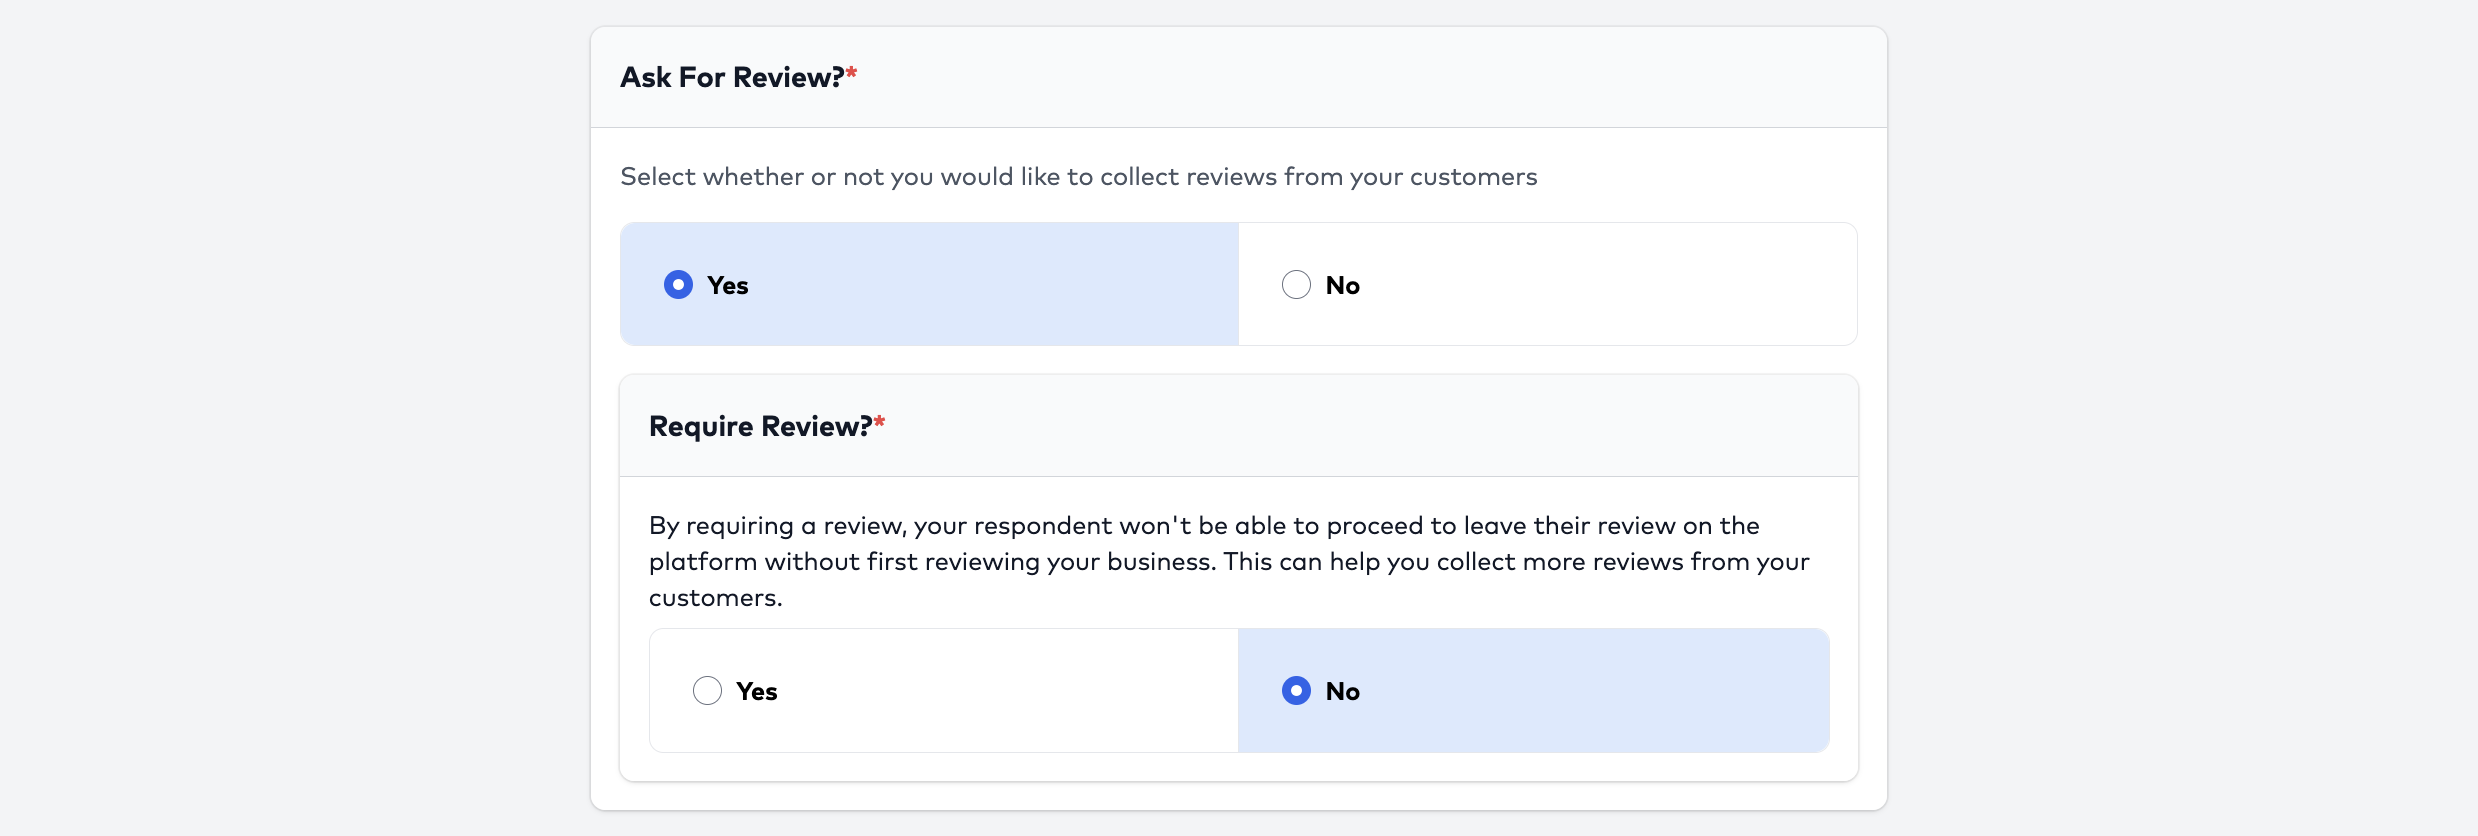 Ask For Review?*
Select whether or not you would like to collect reviews from your customers
Yes
No
Require Review?*
By requiring a review, your respondent won't be able to proceed to leave their review on the
platform without first reviewing your business. This can help you collect more reviews from your
customers.
Yes
No